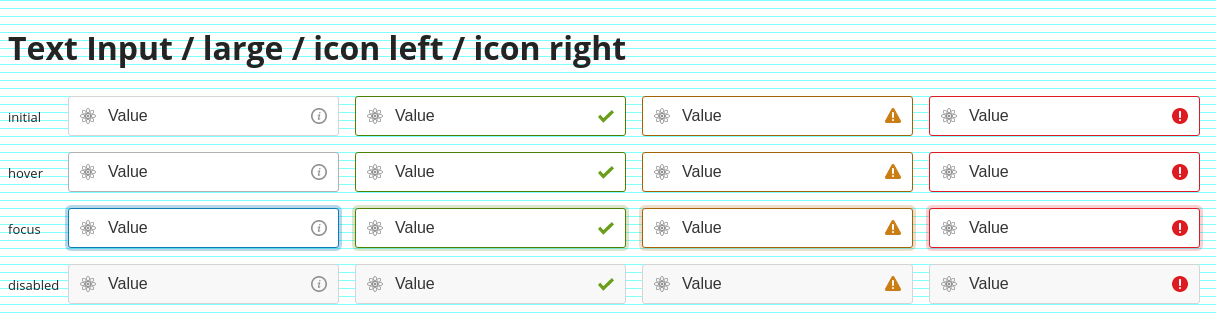 Text Input / large / icon left / icon right
initial Value Value Value Value
hover Value Value Value Value
focus Value Value Value Value
disabled Value Value Value Value